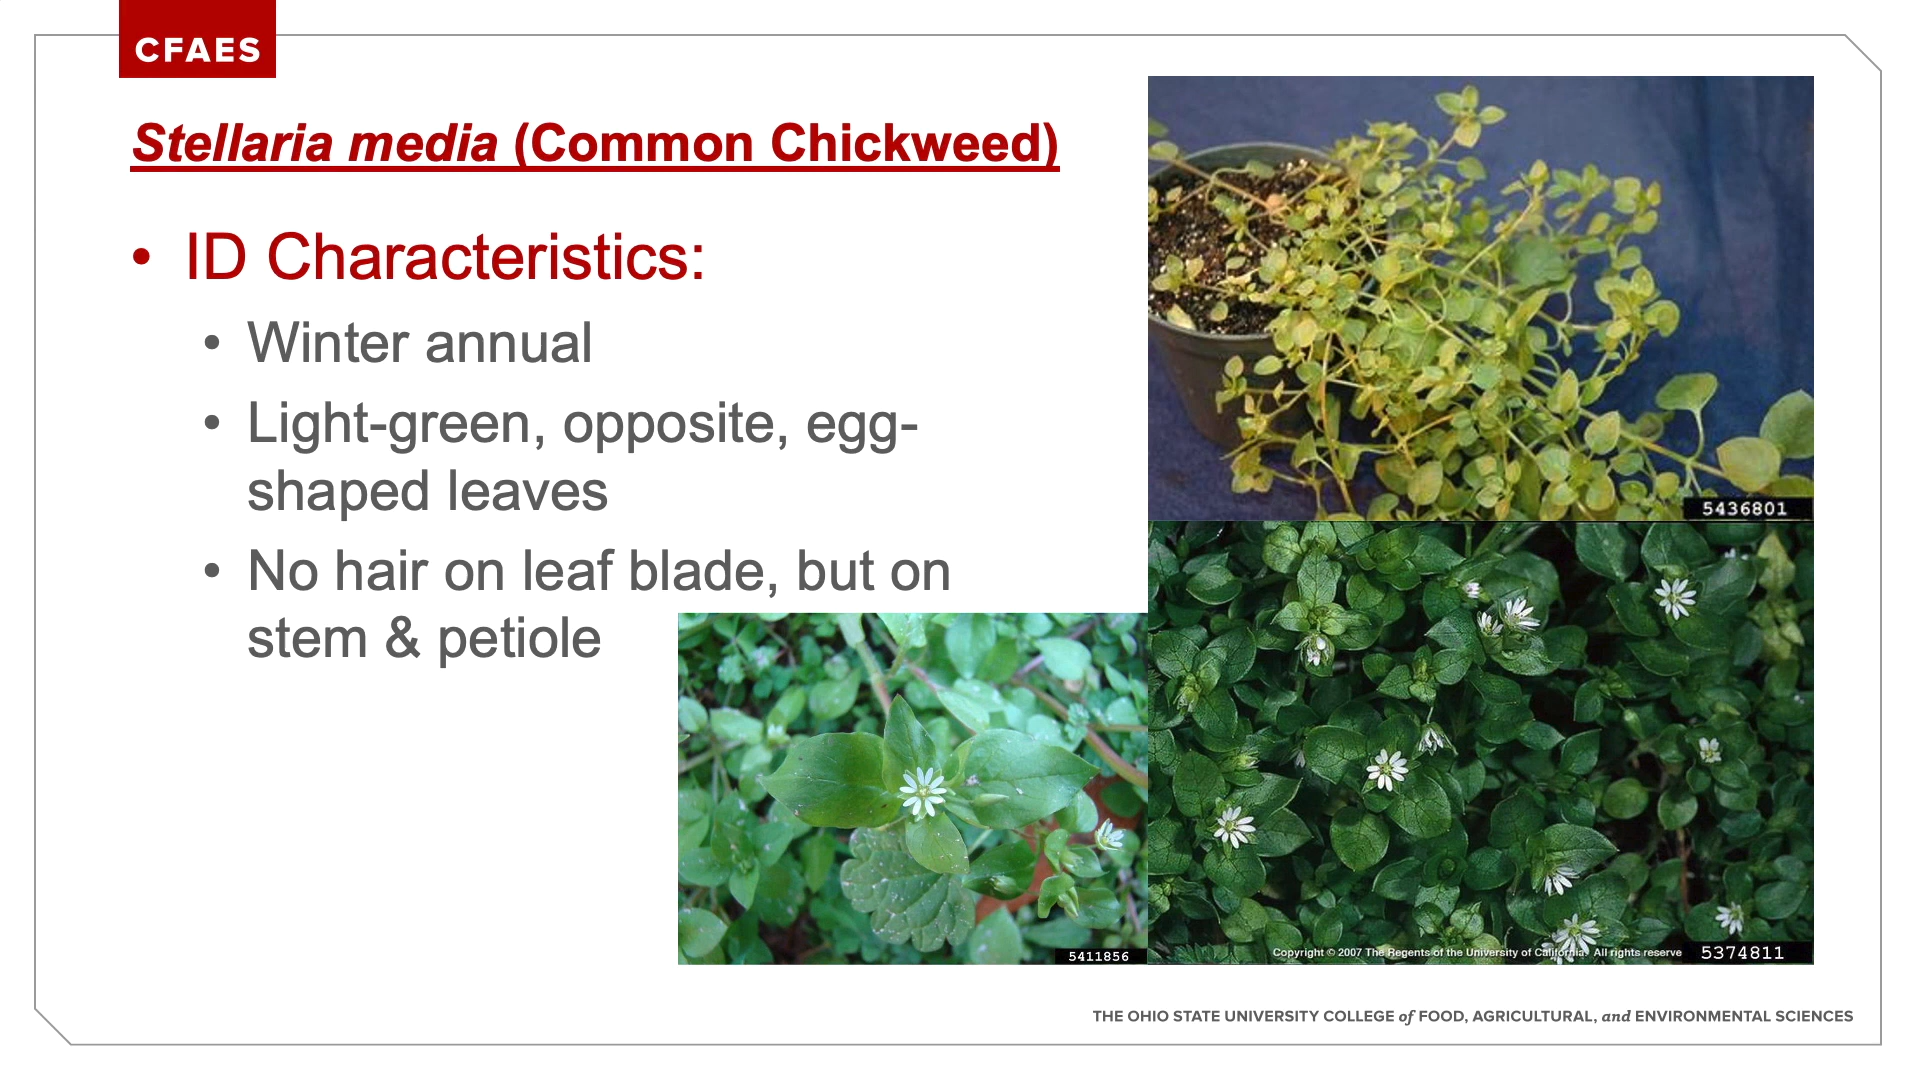 CFAES
Stellaria media (Common Chickweed)
• ID Characteristics:
• Winter annual
• Light-green, opposite, egg-
shaped leaves
• No hair on leaf blade, but on
stem & petiole
5436801
5411856
Copyright © 2007 The Regents of the University of California. All rights reserve
5374811
THE OHIO STATE UNIVERSITY COLLEGE of FOOD, AGRICULTURAL, and ENVIRONMENTAL SCIENCES